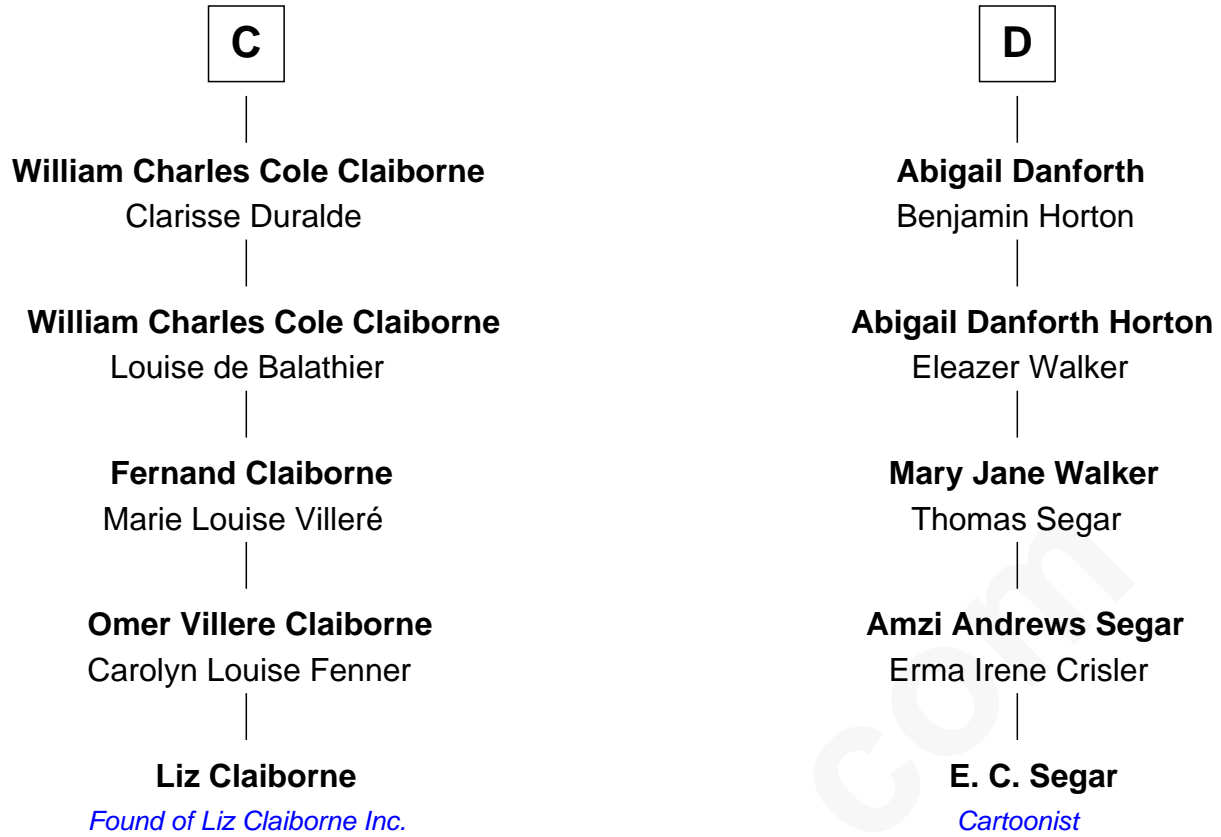 C
William Charles Cole Claiborne
Clarisse Duralde
William Charles Cole Claiborne
Louise de Balathier
Fernand Claiborne
Marie Louise Villeré
Omer Villere Claiborne
Carolyn Louise Fenner
Liz Claiborne
Found of Liz Claiborne Inc.
D
Abigail Danforth
Benjamin Horton
Abigail Danforth Horton
Eleazer Walker
Mary Jane Walker
Thomas Segar
Amzi Andrews Segar
Erma Irene Crisler
E. C. Segar
Cartoonist
com